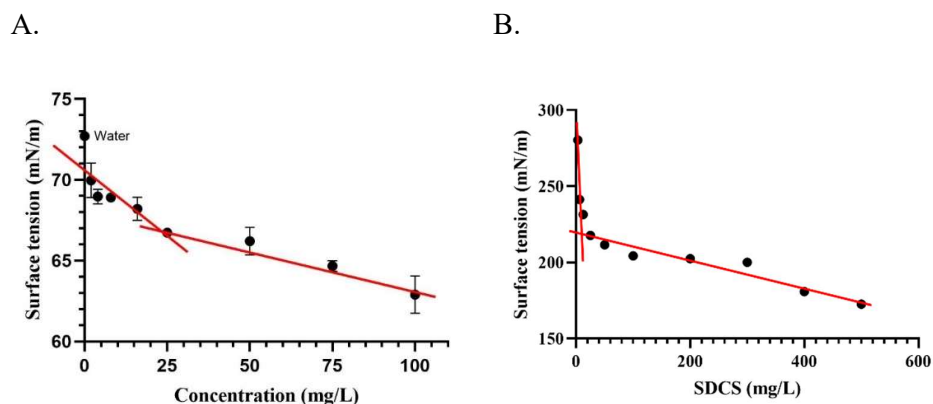 A.
B.
75
70
65
60
Water
0
25
50
75
100
Surface tension (mN/m)
Concentration (mg/L)
300
250
200
150
0
200
400
600
Surface tension (mN/m)
SDCS (mg/L)